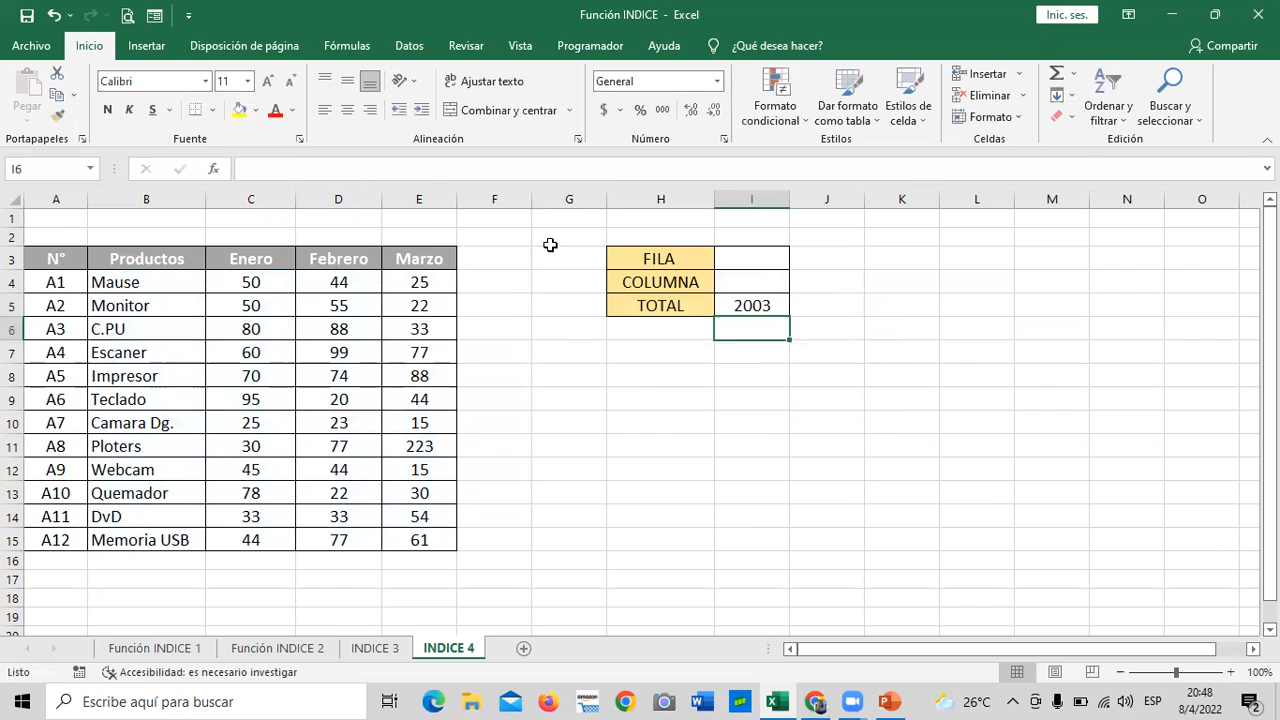 Función INDICE - Excel
Inic. ses.
Archivo Inicio Insertar Disposición de página Fórmulas Datos Revisar Vista Programador Ayuda ¿Qué desea hacer? Compartir
Pegar
Calibri 11
N K S
Ajustar texto
Combinar y centrar
General
$ % 000
Formato condicional
Dar formato como tabla
Estilos de celda
Insertar
Eliminar
Formato
Ordenar y filtrar
Buscar y seleccionar
Portapapeles Fuente Alineación Número Estilos Celdas Edición
I6 fx
A B C D E F G H I J K L M N O
1
2
3 N° Productos Enero Febrero Marzo FILA
4 A1 Mause 50 44 25 COLUMNA
5 A2 Monitor 50 55 22 TOTAL 2003
6 A3 C.PU 80 88 33
7 A4 Escaner 60 99 77
8 A5 Impresor 70 74 88
9 A6 Teclado 95 20 44
10 A7 Camara Dg. 25 23 15
11 A8 Ploters 30 77 223
12 A9 Webcam 45 44 15
13 A10 Quemador 78 22 30
14 A11 DvD 33 33 54
15 A12 Memoria USB 44 77 61
16
17
18
19
Función INDICE 1 Función INDICE 2 INDICE 3 INDICE 4
Listo Accesibilidad: es necesario investigar 100%
Escribe aquí para buscar
amazon
26°C ESP 20:48
8/4/2022 2